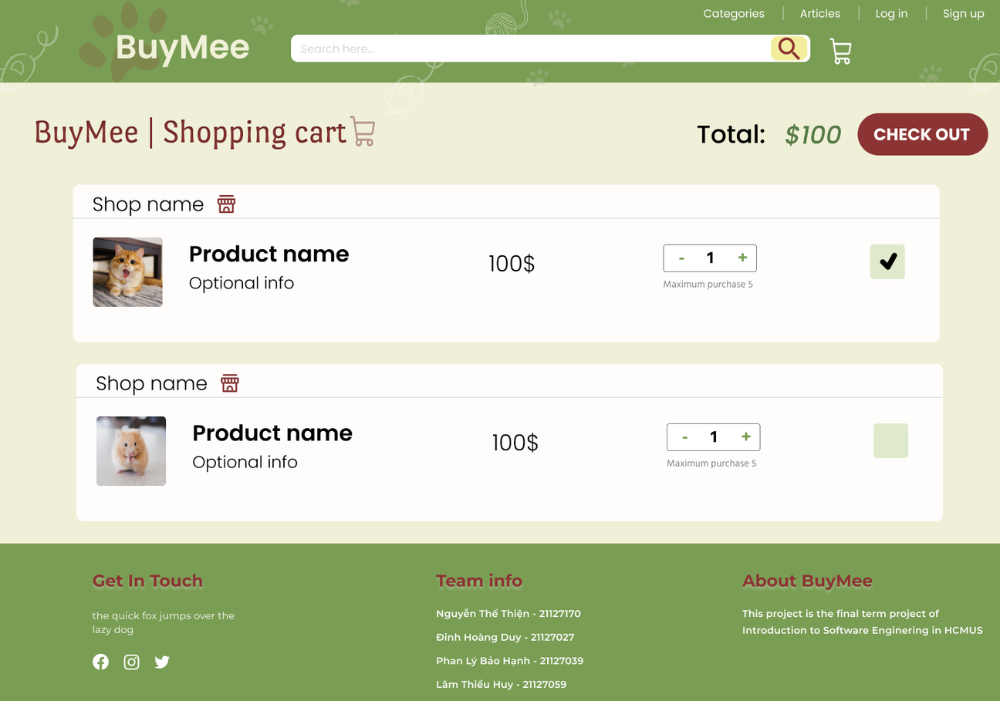 Categories
Articles
Log in
Sign up
BuyMee
Search here...
BuyMee | Shopping cart
Total: $100
CHECK OUT
Shop name
Product name
Optional info
100$
- 1 +
Maximum purchase 5
Shop name
Product name
Optional info
100$
- 1 +
Maximum purchase 5
Get In Touch
the quick fox jumps over the
lazy dog
Team info
Nguyễn Thế Thiện - 21127170
Đinh Hoàng Duy - 21127027
Phan Lý Bảo Hạnh - 21127039
Lâm Thiều Huy - 21127059
About BuyMee
This project is the final term project of
Introduction to Software Enginering in HCMUS